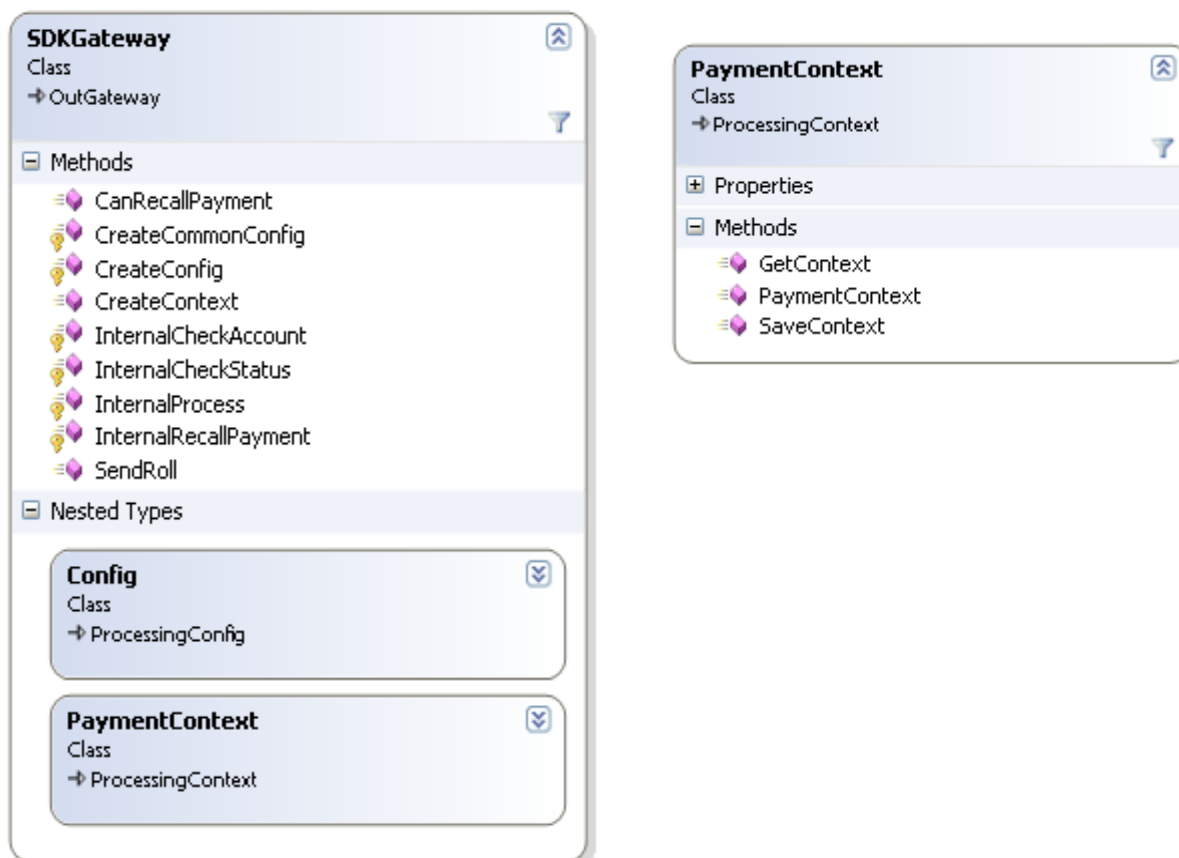 SDKGateway
Class
OutGateway
Methods
CanRecallPayment
CreateCommonConfig
CreateConfig
CreateContext
InternalCheckAccount
InternalCheckStatus
InternalProcess
InternalRecallPayment
SendRoll
Nested Types
Config
Class
ProcessingConfig
PaymentContext
Class
ProcessingContext
PaymentContext
Class
ProcessingContext
Properties
Methods
GetContext
PaymentContext
SaveContext